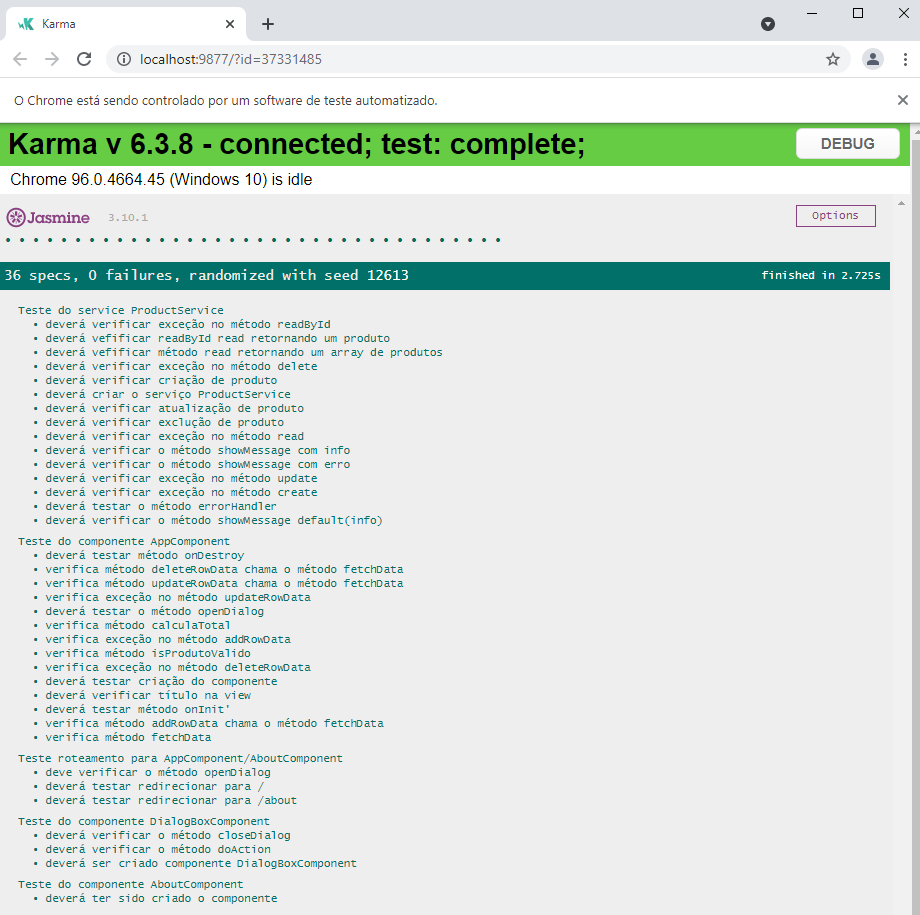 Karma
localhost:9877/?id=37331485
O Chrome está sendo controlado por um software de teste automatizado.
Karma v 6.3.8 - connected; test: complete;
DEBUG
Chrome 96.0.4664.45 (Windows 10) is idle
Jasmine 3.10.1
Options
36 specs, 0 failures, randomized with seed 12613
finished in 2.725s
Teste do service ProductService
• deverá verificar exceção no método readById
• deverá vefificar readById read retornando um produto
• deverá vefificar método read retornando um array de produtos
• deverá verificar exceção no método delete
• deverá verificar criação de produto
• deverá criar o serviço ProductService
• deverá verificar atualização de produto
• deverá verificar exclução de produto
• deverá verificar exceção no método read
• deverá verificar o método showMessage com info
• deverá verificar o método showMessage com erro
• deverá verificar exceção no método update
• deverá verificar exceção no método create
• deverá testar o método errorHandler
• deverá verificar o método showMessage default(info)
Teste do componente AppComponent
• deverá testar método onDestroy
• verifica método deleteRowData chama o método fetchData
• verifica método updateRowData chama o método fetchData
• verifica exceção no método updateRowData
• deverá testar o método openDialog
• verifica método calculaTotal
• verifica exceção no método addRowData
• verifica método isProdutoValido
• verifica exceção no método deleteRowData
• deverá testar criação do componente
• deverá verificar título na view
• deverá testar método onInit'
• verifica método addRowData chama o método fetchData
• verifica método fetchData
Teste roteamento para AppComponent/AboutComponent
• deve verificar o método openDialog
• deverá testar redirecionar para /
• deverá testar redirecionar para /about
Teste do componente DialogBoxComponent
• deverá verificar o método closeDialog
• deverá verificar o método doAction
• deverá ser criado componente DialogBoxComponent
Teste do componente AboutComponent
• deverá ter sido criado o componente